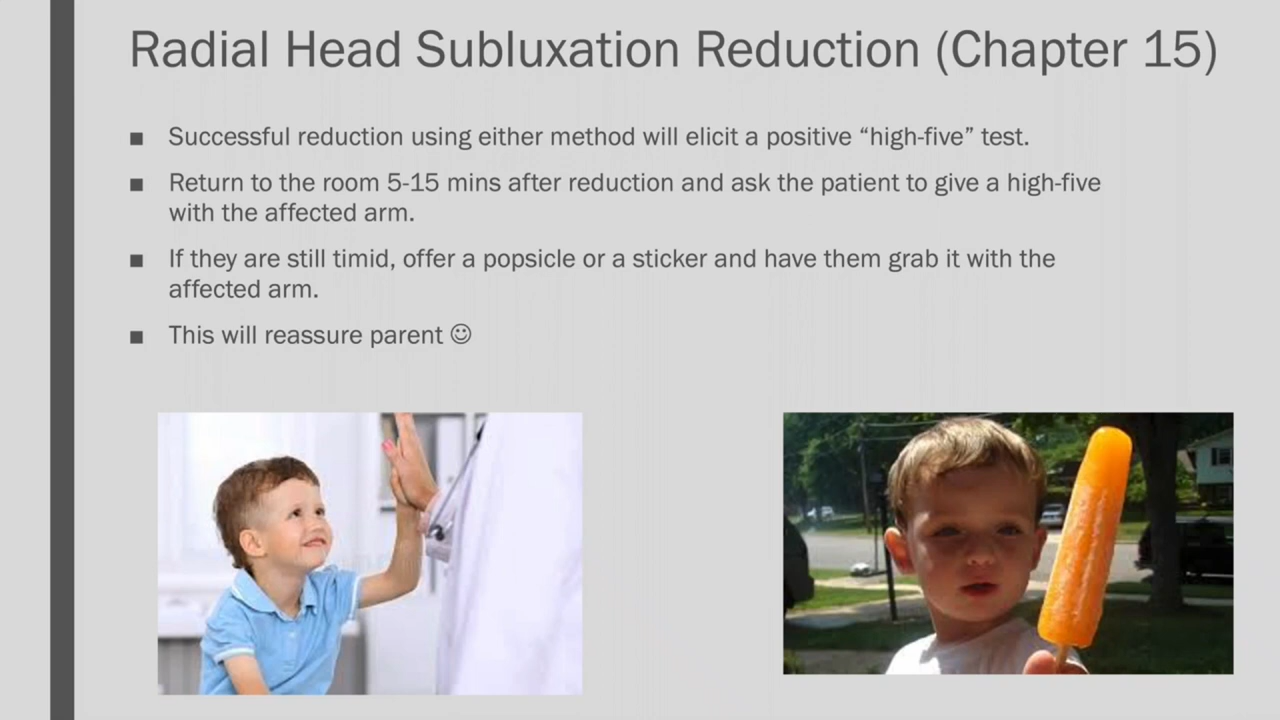 Radial Head Subluxation Reduction (Chapter 15)
■ Successful reduction using either method will elicit a positive “high-five” test.
■ Return to the room 5-15 mins after reduction and ask the patient to give a high-five
with the affected arm.
■ If they are still timid, offer a popsicle or a sticker and have them grab it with the
affected arm.
■ This will reassure parent ☺